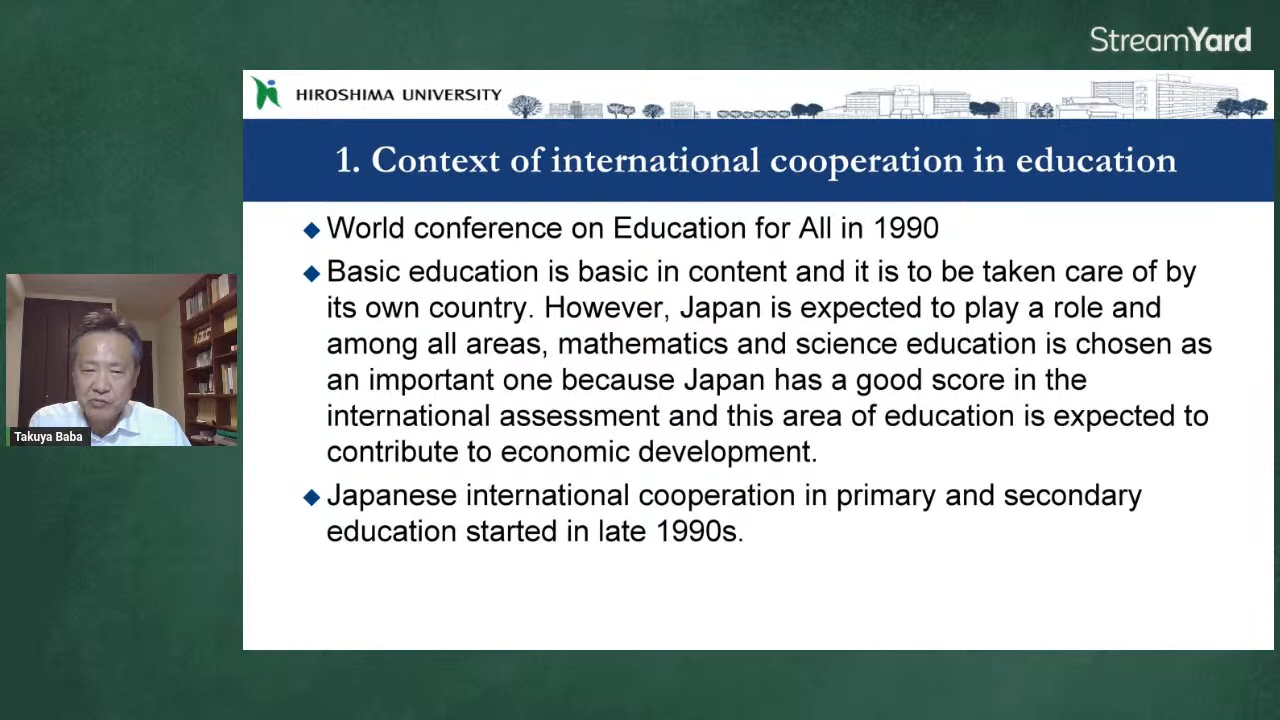 StreamYard
HIROSHIMA UNIVERSITY
1. Context of international cooperation in education
World conference on Education for All in 1990
Basic education is basic in content and it is to be taken care of by
its own country. However, Japan is expected to play a role and
among all areas, mathematics and science education is chosen as
an important one because Japan has a good score in the
international assessment and this area of education is expected to
contribute to economic development.
Japanese international cooperation in primary and secondary
education started in late 1990s.
Takuya Baba